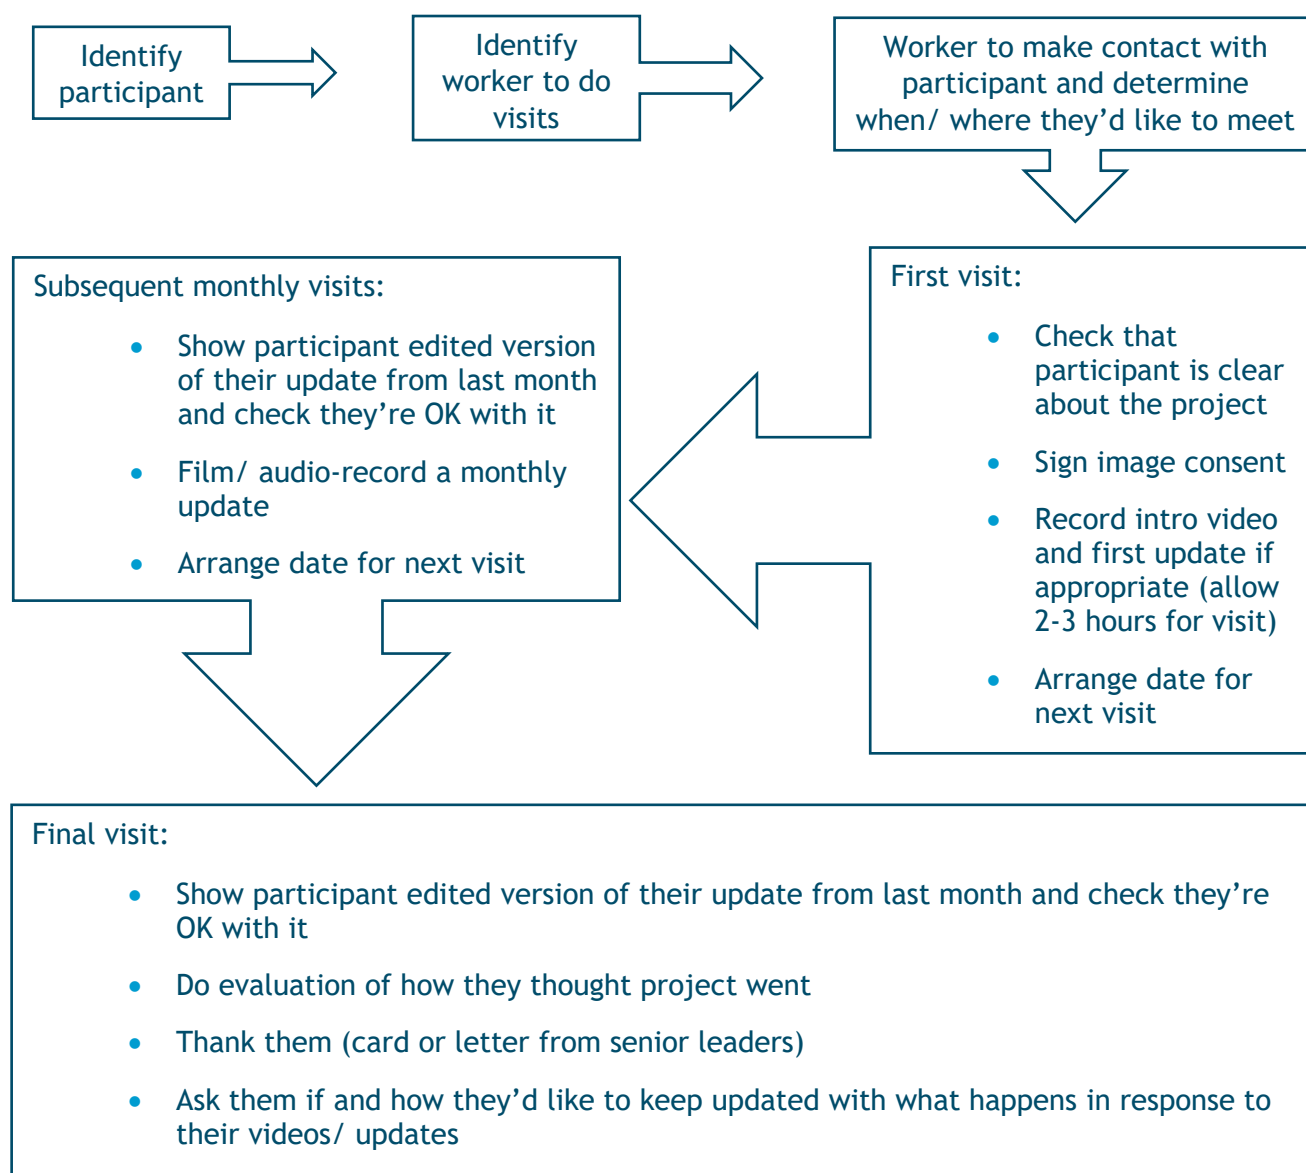 Identify
participant
Identify
worker to do
visits
Worker to make contact with
participant and determine
when/ where they'd like to meet
First visit:
• Check that
participant is clear
about the project
• Sign image consent
• Record intro video
and first update if
appropriate (allow
2-3 hours for visit)
• Arrange date for
next visit
Subsequent monthly visits:
• Show participant edited version
of their update from last month
and check they're OK with it
• Film/ audio-record a monthly
update
• Arrange date for next visit
Final visit:
• Show participant edited version of their update from last month and check they're
OK with it
• Do evaluation of how they thought project went
• Thank them (card or letter from senior leaders)
• Ask them if and how they'd like to keep updated with what happens in response to
their videos/ updates